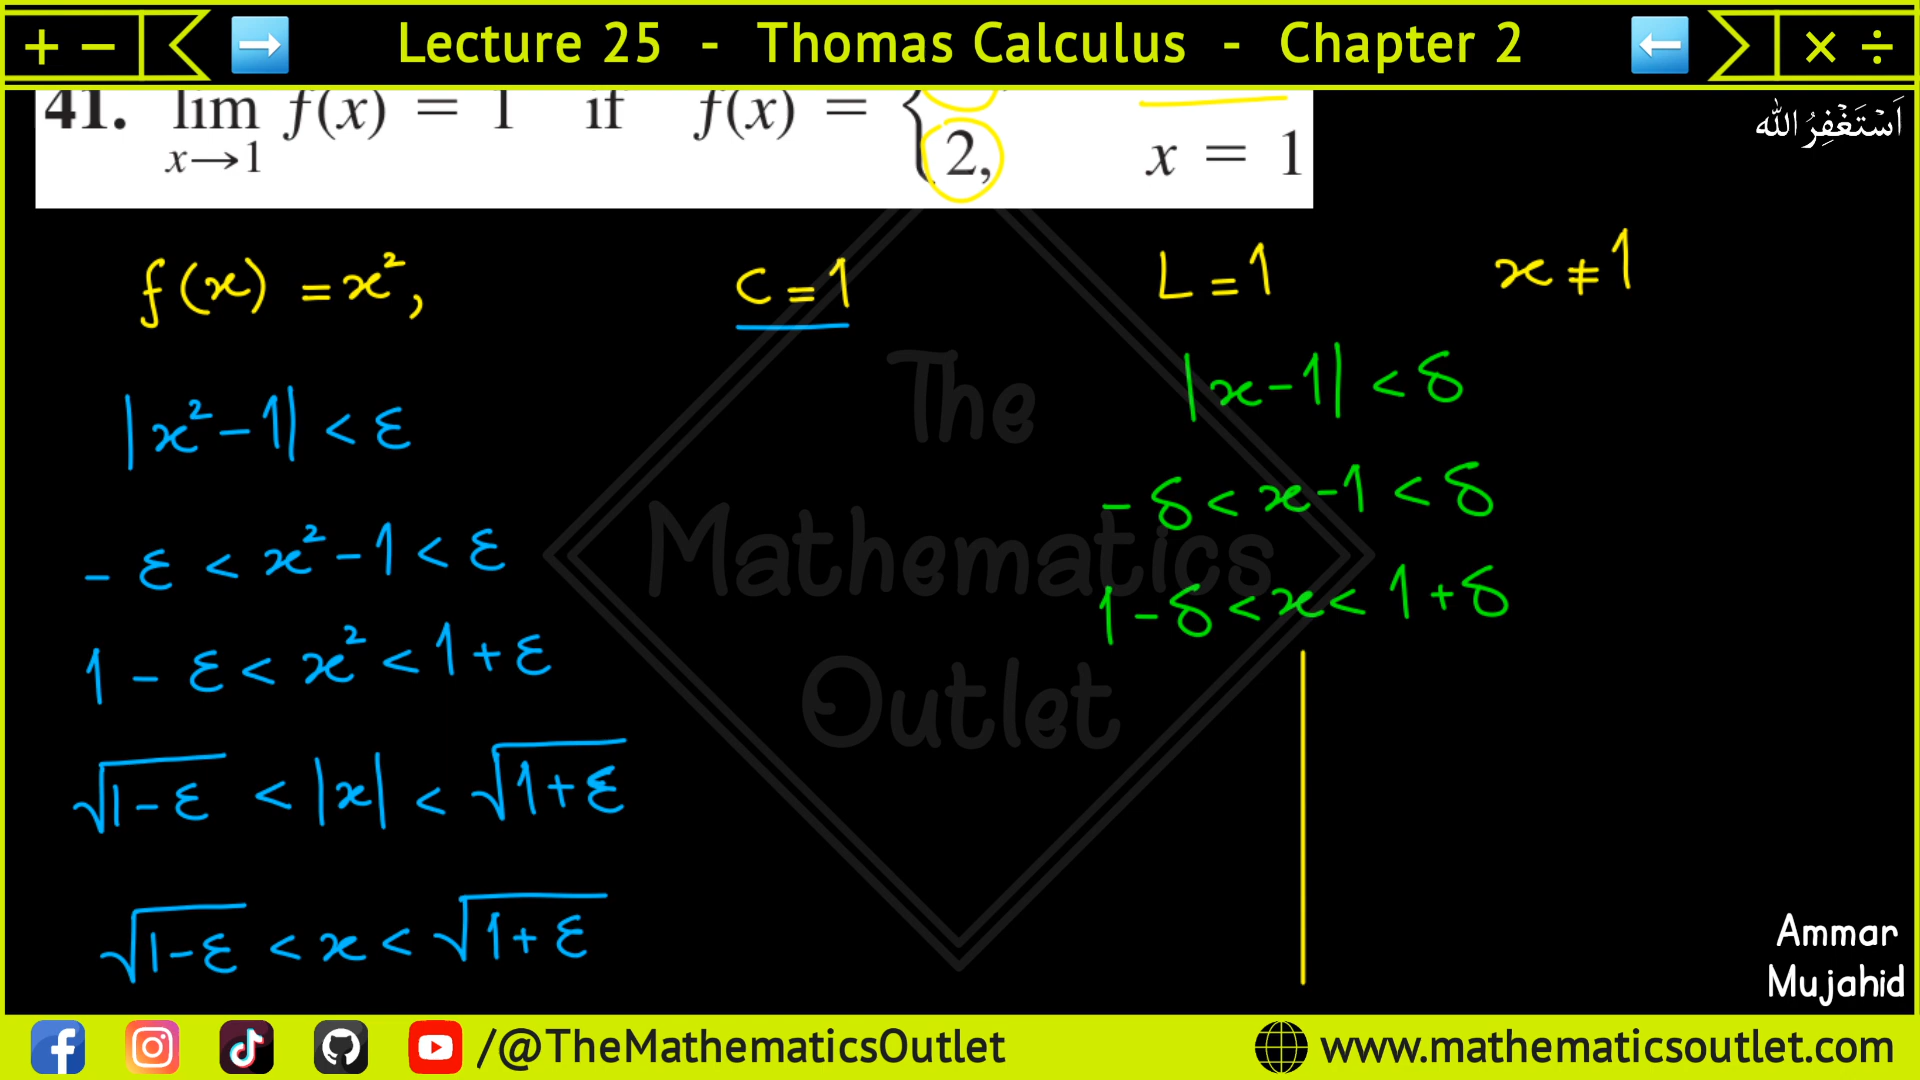 + − Lecture 25 - Thomas Calculus - Chapter 2 × ÷
41. lim f(x) = 1 if f(x) = {
x→1
2, x = 1
اَسْتَغْفِرُ اللّٰه
f(x) = x², C = 1 L = 1 x ≠ 1
|x² − 1| < ε
− ε < x² − 1 < ε
1 − ε < x² < 1 + ε
√(1−ε) < |x| < √(1+ε)
√(1−ε) < x < √(1+ε)
|x − 1| < δ
− δ < x − 1 < δ
1 − δ < x < 1 + δ
The
Mathematics
Outlet
Ammar
Mujahid
/@TheMathematicsOutlet www.mathematicsoutlet.com